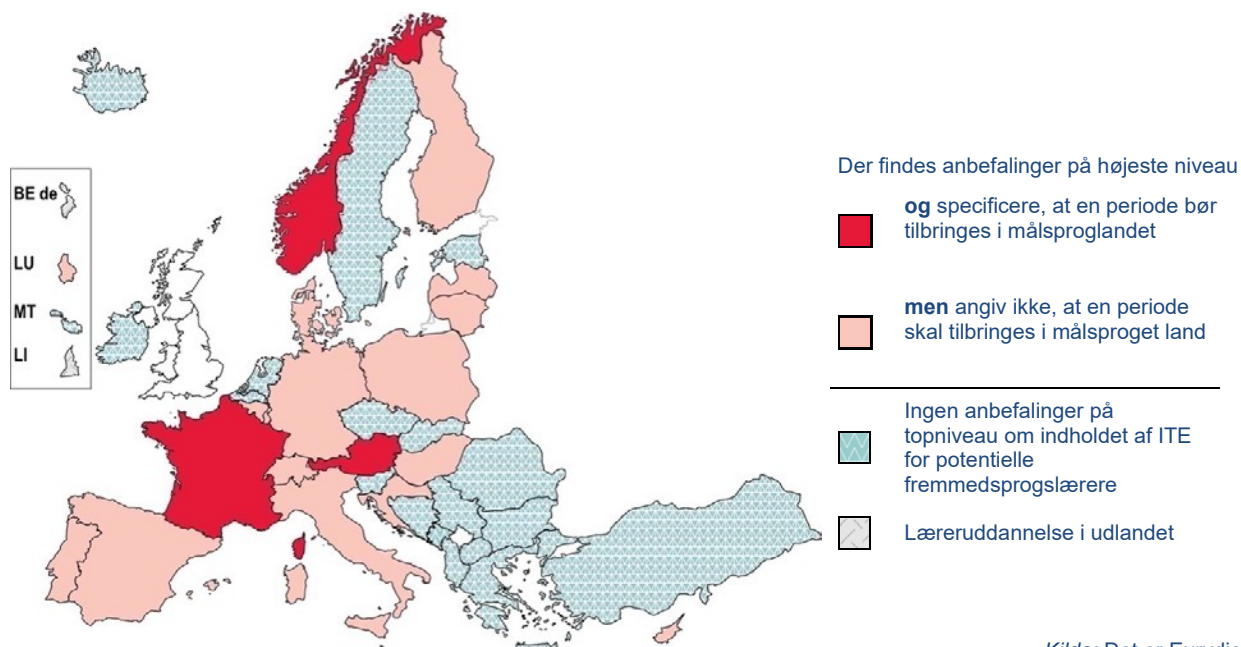 BE de
LU
MT
LI
Der findes anbefalinger på højeste niveau
og specificere, at en periode bør
tilbringes i målsproglandet
men angiv ikke, at en periode
skal tilbringes i målsproget land
Ingen anbefalinger på
topniveau om indholdet af ITE
for potentielle
fremmedsprogslærere
Læreruddannelse i udlandet